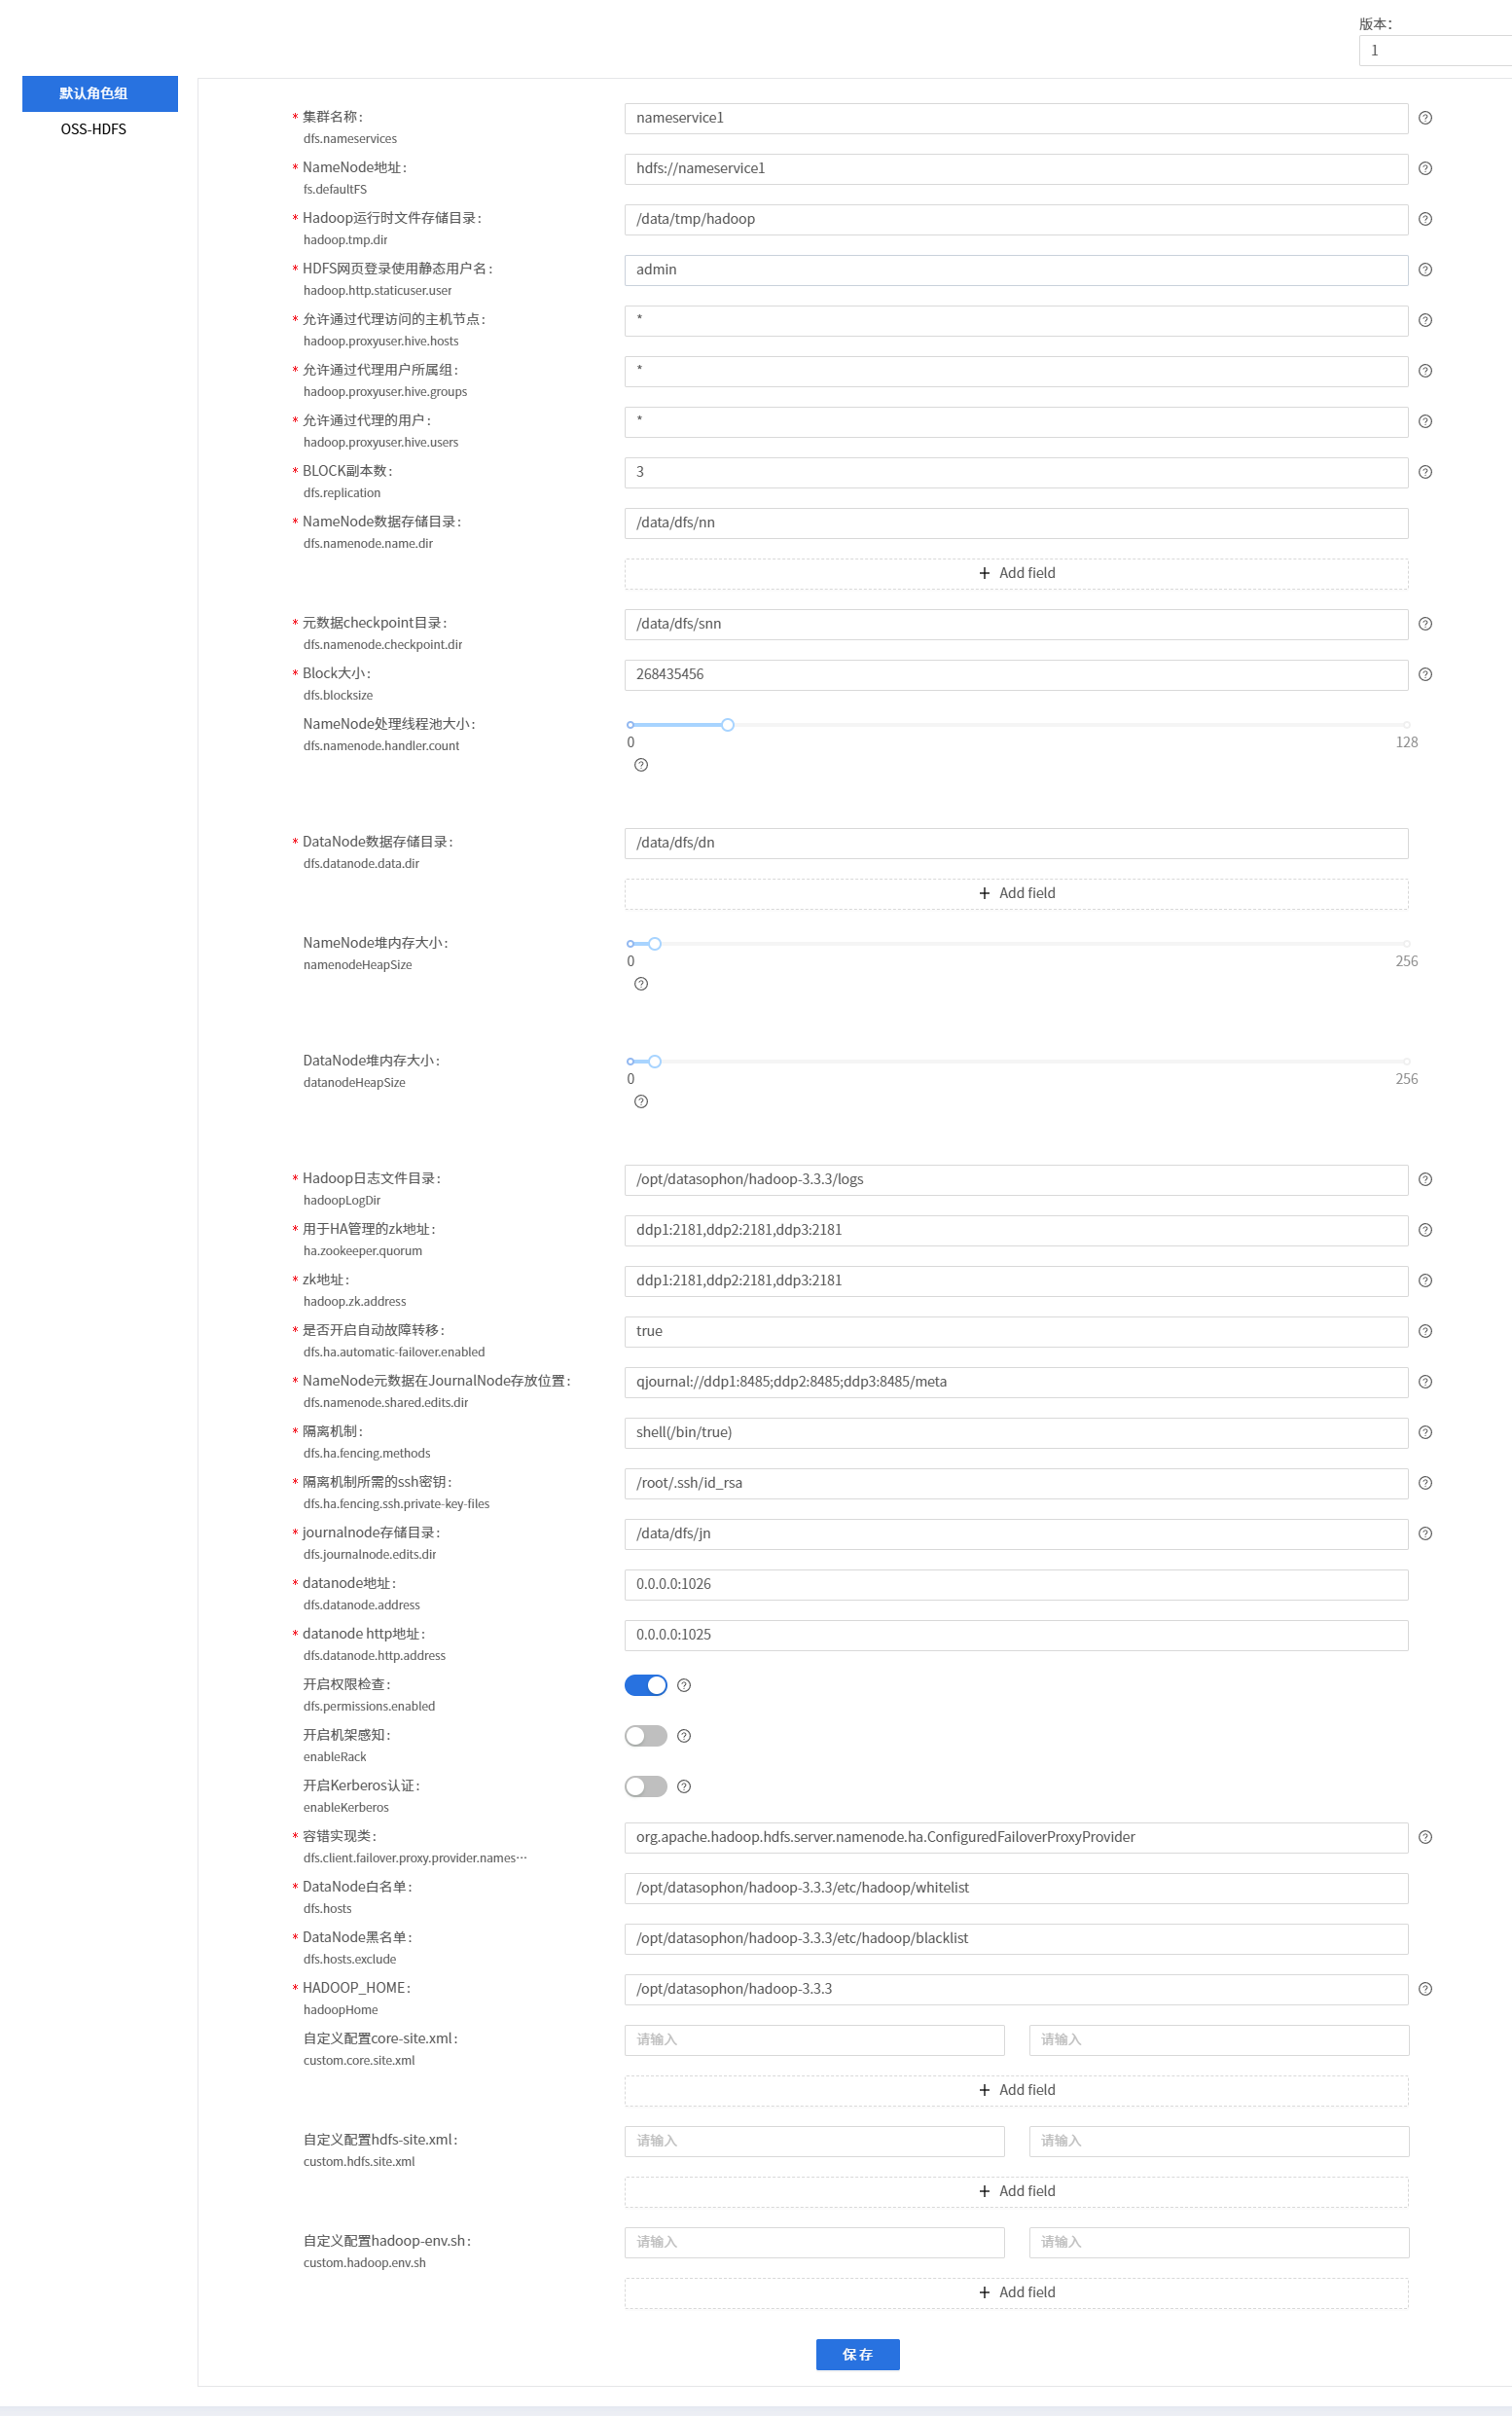 版本：
1
默认角色组
OSS-HDFS
* 集群名称：
dfs.nameservices
nameservice1
* NameNode地址：
fs.defaultFS
hdfs://nameservice1
* Hadoop运行时文件存储目录：
hadoop.tmp.dir
/data/tmp/hadoop
* HDFS网页登录使用静态用户名：
hadoop.http.staticuser.user
admin
* 允许通过代理访问的主机节点：
hadoop.proxyuser.hive.hosts
*
* 允许通过代理用户所属组：
hadoop.proxyuser.hive.groups
*
* 允许通过代理的用户：
hadoop.proxyuser.hive.users
*
* BLOCK副本数：
dfs.replication
3
* NameNode数据存储目录：
dfs.namenode.name.dir
/data/dfs/nn
+ Add field
* 元数据checkpoint目录：
dfs.namenode.checkpoint.dir
/data/dfs/snn
* Block大小：
dfs.blocksize
268435456
NameNode处理线程池大小：
dfs.namenode.handler.count
0 128
* DataNode数据存储目录：
dfs.datanode.data.dir
/data/dfs/dn
+ Add field
NameNode堆内存大小：
namenodeHeapSize
0 256
DataNode堆内存大小：
datanodeHeapSize
0 256
* Hadoop日志文件目录：
hadoopLogDir
/opt/datasophon/hadoop-3.3.3/logs
* 用于HA管理的zk地址：
ha.zookeeper.quorum
ddp1:2181,ddp2:2181,ddp3:2181
* zk地址：
hadoop.zk.address
ddp1:2181,ddp2:2181,ddp3:2181
* 是否开启自动故障转移：
dfs.ha.automatic-failover.enabled
true
* NameNode元数据在JournalNode存放位置：
dfs.namenode.shared.edits.dir
qjournal://ddp1:8485;ddp2:8485;ddp3:8485/meta
* 隔离机制：
dfs.ha.fencing.methods
shell(/bin/true)
* 隔离机制所需的ssh密钥：
dfs.ha.fencing.ssh.private-key-files
/root/.ssh/id_rsa
* journalnode存储目录：
dfs.journalnode.edits.dir
/data/dfs/jn
* datanode地址：
dfs.datanode.address
0.0.0.0:1026
* datanode http地址：
dfs.datanode.http.address
0.0.0.0:1025
开启权限检查：
dfs.permissions.enabled
开启机架感知：
enableRack
开启Kerberos认证：
enableKerberos
* 容错实现类：
dfs.client.failover.proxy.provider.names···
org.apache.hadoop.hdfs.server.namenode.ha.ConfiguredFailoverProxyProvider
* DataNode白名单：
dfs.hosts
/opt/datasophon/hadoop-3.3.3/etc/hadoop/whitelist
* DataNode黑名单：
dfs.hosts.exclude
/opt/datasophon/hadoop-3.3.3/etc/hadoop/blacklist
* HADOOP_HOME：
hadoopHome
/opt/datasophon/hadoop-3.3.3
自定义配置core-site.xml：
custom.core.site.xml
请输入 请输入
+ Add field
自定义配置hdfs-site.xml：
custom.hdfs.site.xml
请输入 请输入
+ Add field
自定义配置hadoop-env.sh：
custom.hadoop.env.sh
请输入 请输入
+ Add field
保存